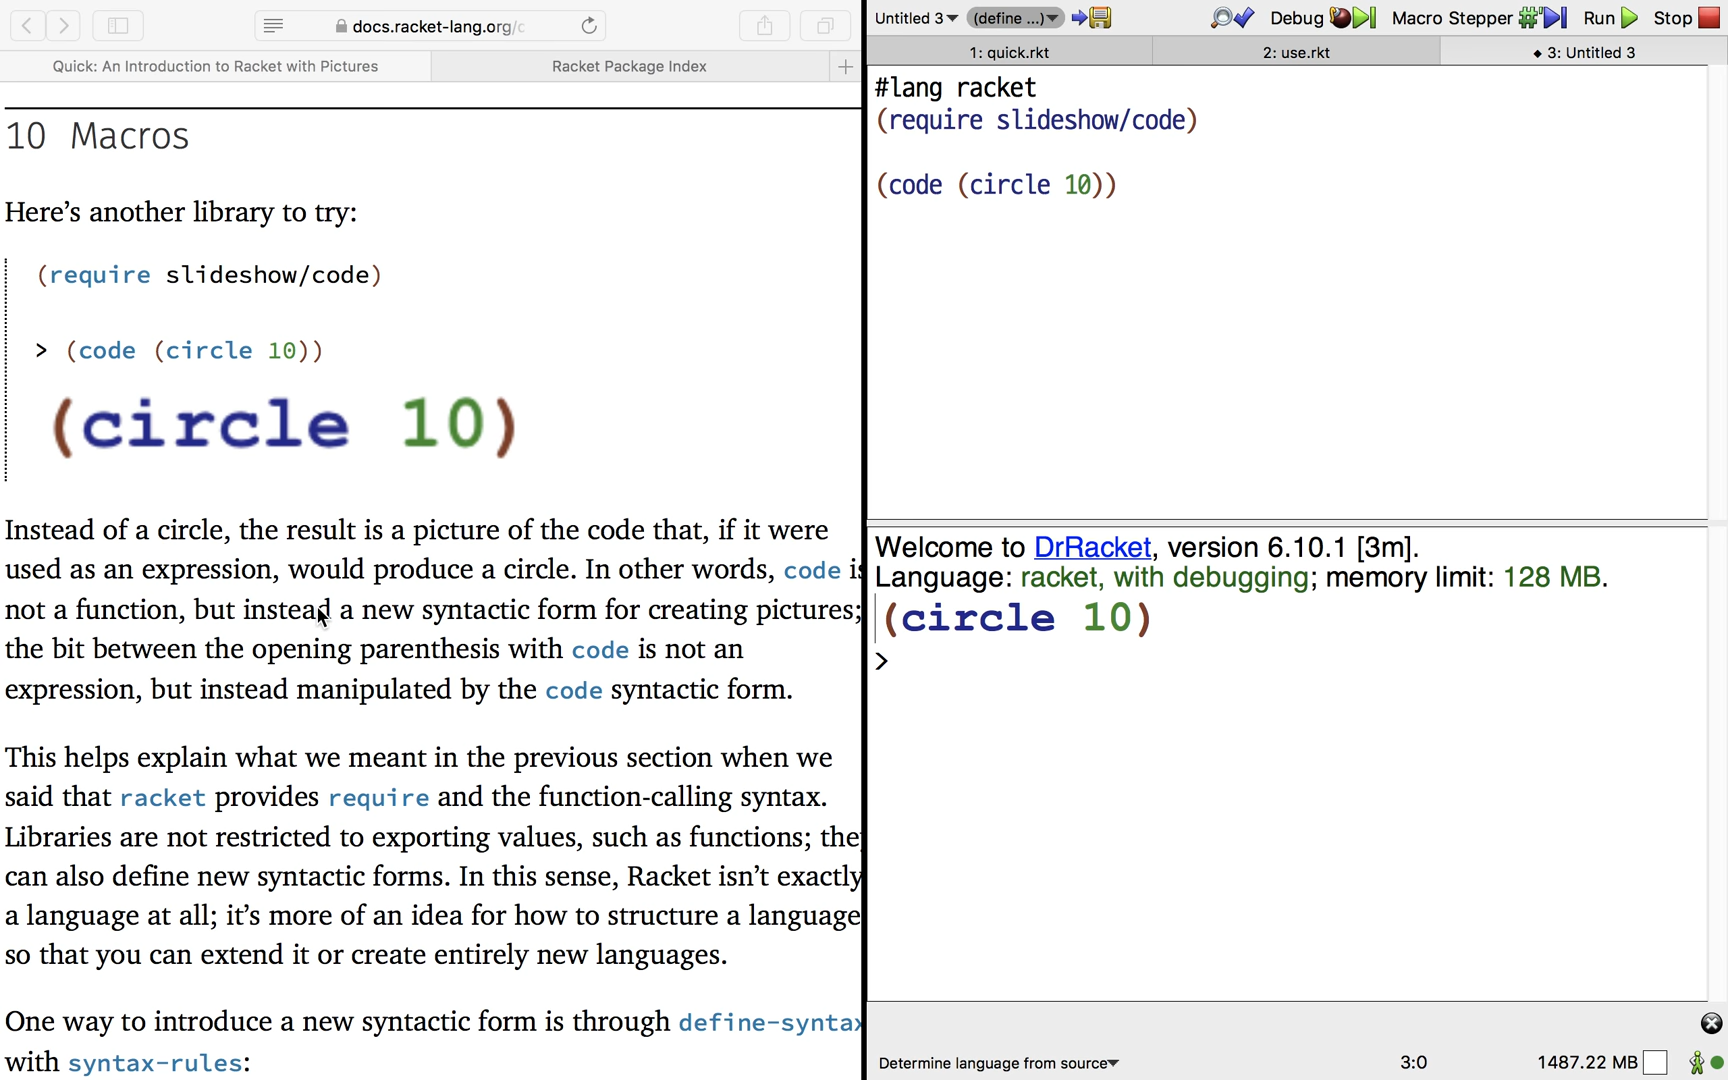 docs.racket-lang.org/c
Quick: An Introduction to Racket with Pictures
Racket Package Index
10 Macros
Here’s another library to try:
(require slideshow/code)
> (code (circle 10))
(circle 10)
Instead of a circle, the result is a picture of the code that, if it were
used as an expression, would produce a circle. In other words, code is
not a function, but instead a new syntactic form for creating pictures;
the bit between the opening parenthesis with code is not an
expression, but instead manipulated by the code syntactic form.
This helps explain what we meant in the previous section when we
said that racket provides require and the function-calling syntax.
Libraries are not restricted to exporting values, such as functions; they
can also define new syntactic forms. In this sense, Racket isn’t exactly
a language at all; it’s more of an idea for how to structure a language
so that you can extend it or create entirely new languages.
One way to introduce a new syntactic form is through define-syntax
with syntax-rules:
Untitled 3 (define ...) Debug Macro Stepper Run Stop
1: quick.rkt
2: use.rkt
3: Untitled 3
#lang racket
(require slideshow/code)
(code (circle 10))
Welcome to DrRacket, version 6.10.1 [3m].
Language: racket, with debugging; memory limit: 128 MB.
(circle 10)
>
Determine language from source
3:0
1487.22 MB